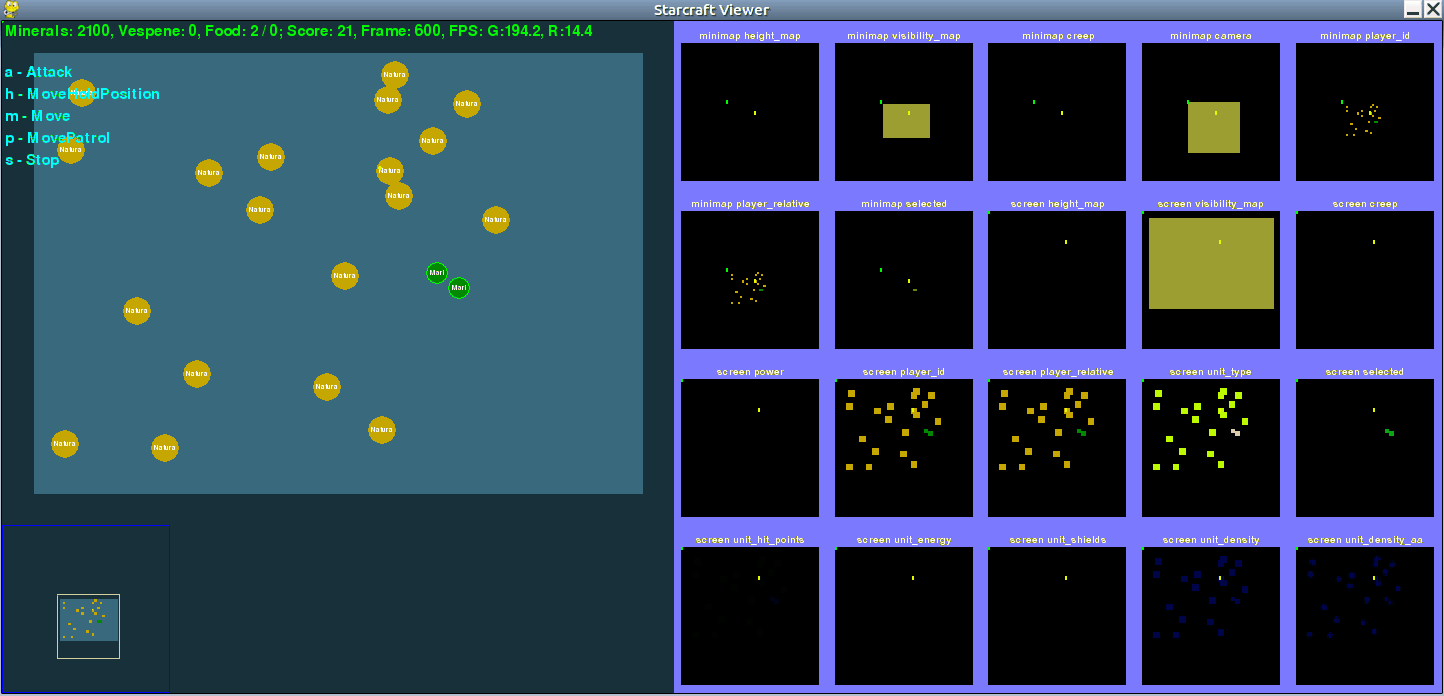 Starcraft Viewer
Minerals: 2100, Vespene: 0, Food: 2 / 0; Score: 21, Frame: 600, FPS: G:194.2, R:14.4
a - Attack
h - MoveHoldPosition
m - Move
p - MovePatrol
s - Stop
Natura
Natura
Natura
Natura
Natura
Natura
Natura
Natura
Natura
Natura
Natura
Natura
Natura
Mari
Mari
Natura
Natura
Natura
Natura
Natura
Natura
minimap height_map
minimap visibility_map
minimap creep
minimap camera
minimap player_id
minimap player_relative
minimap selected
screen height_map
screen visibility_map
screen creep
screen power
screen player_id
screen player_relative
screen unit_type
screen selected
screen unit_hit_points
screen unit_energy
screen unit_shields
screen unit_density
screen unit_density_aa